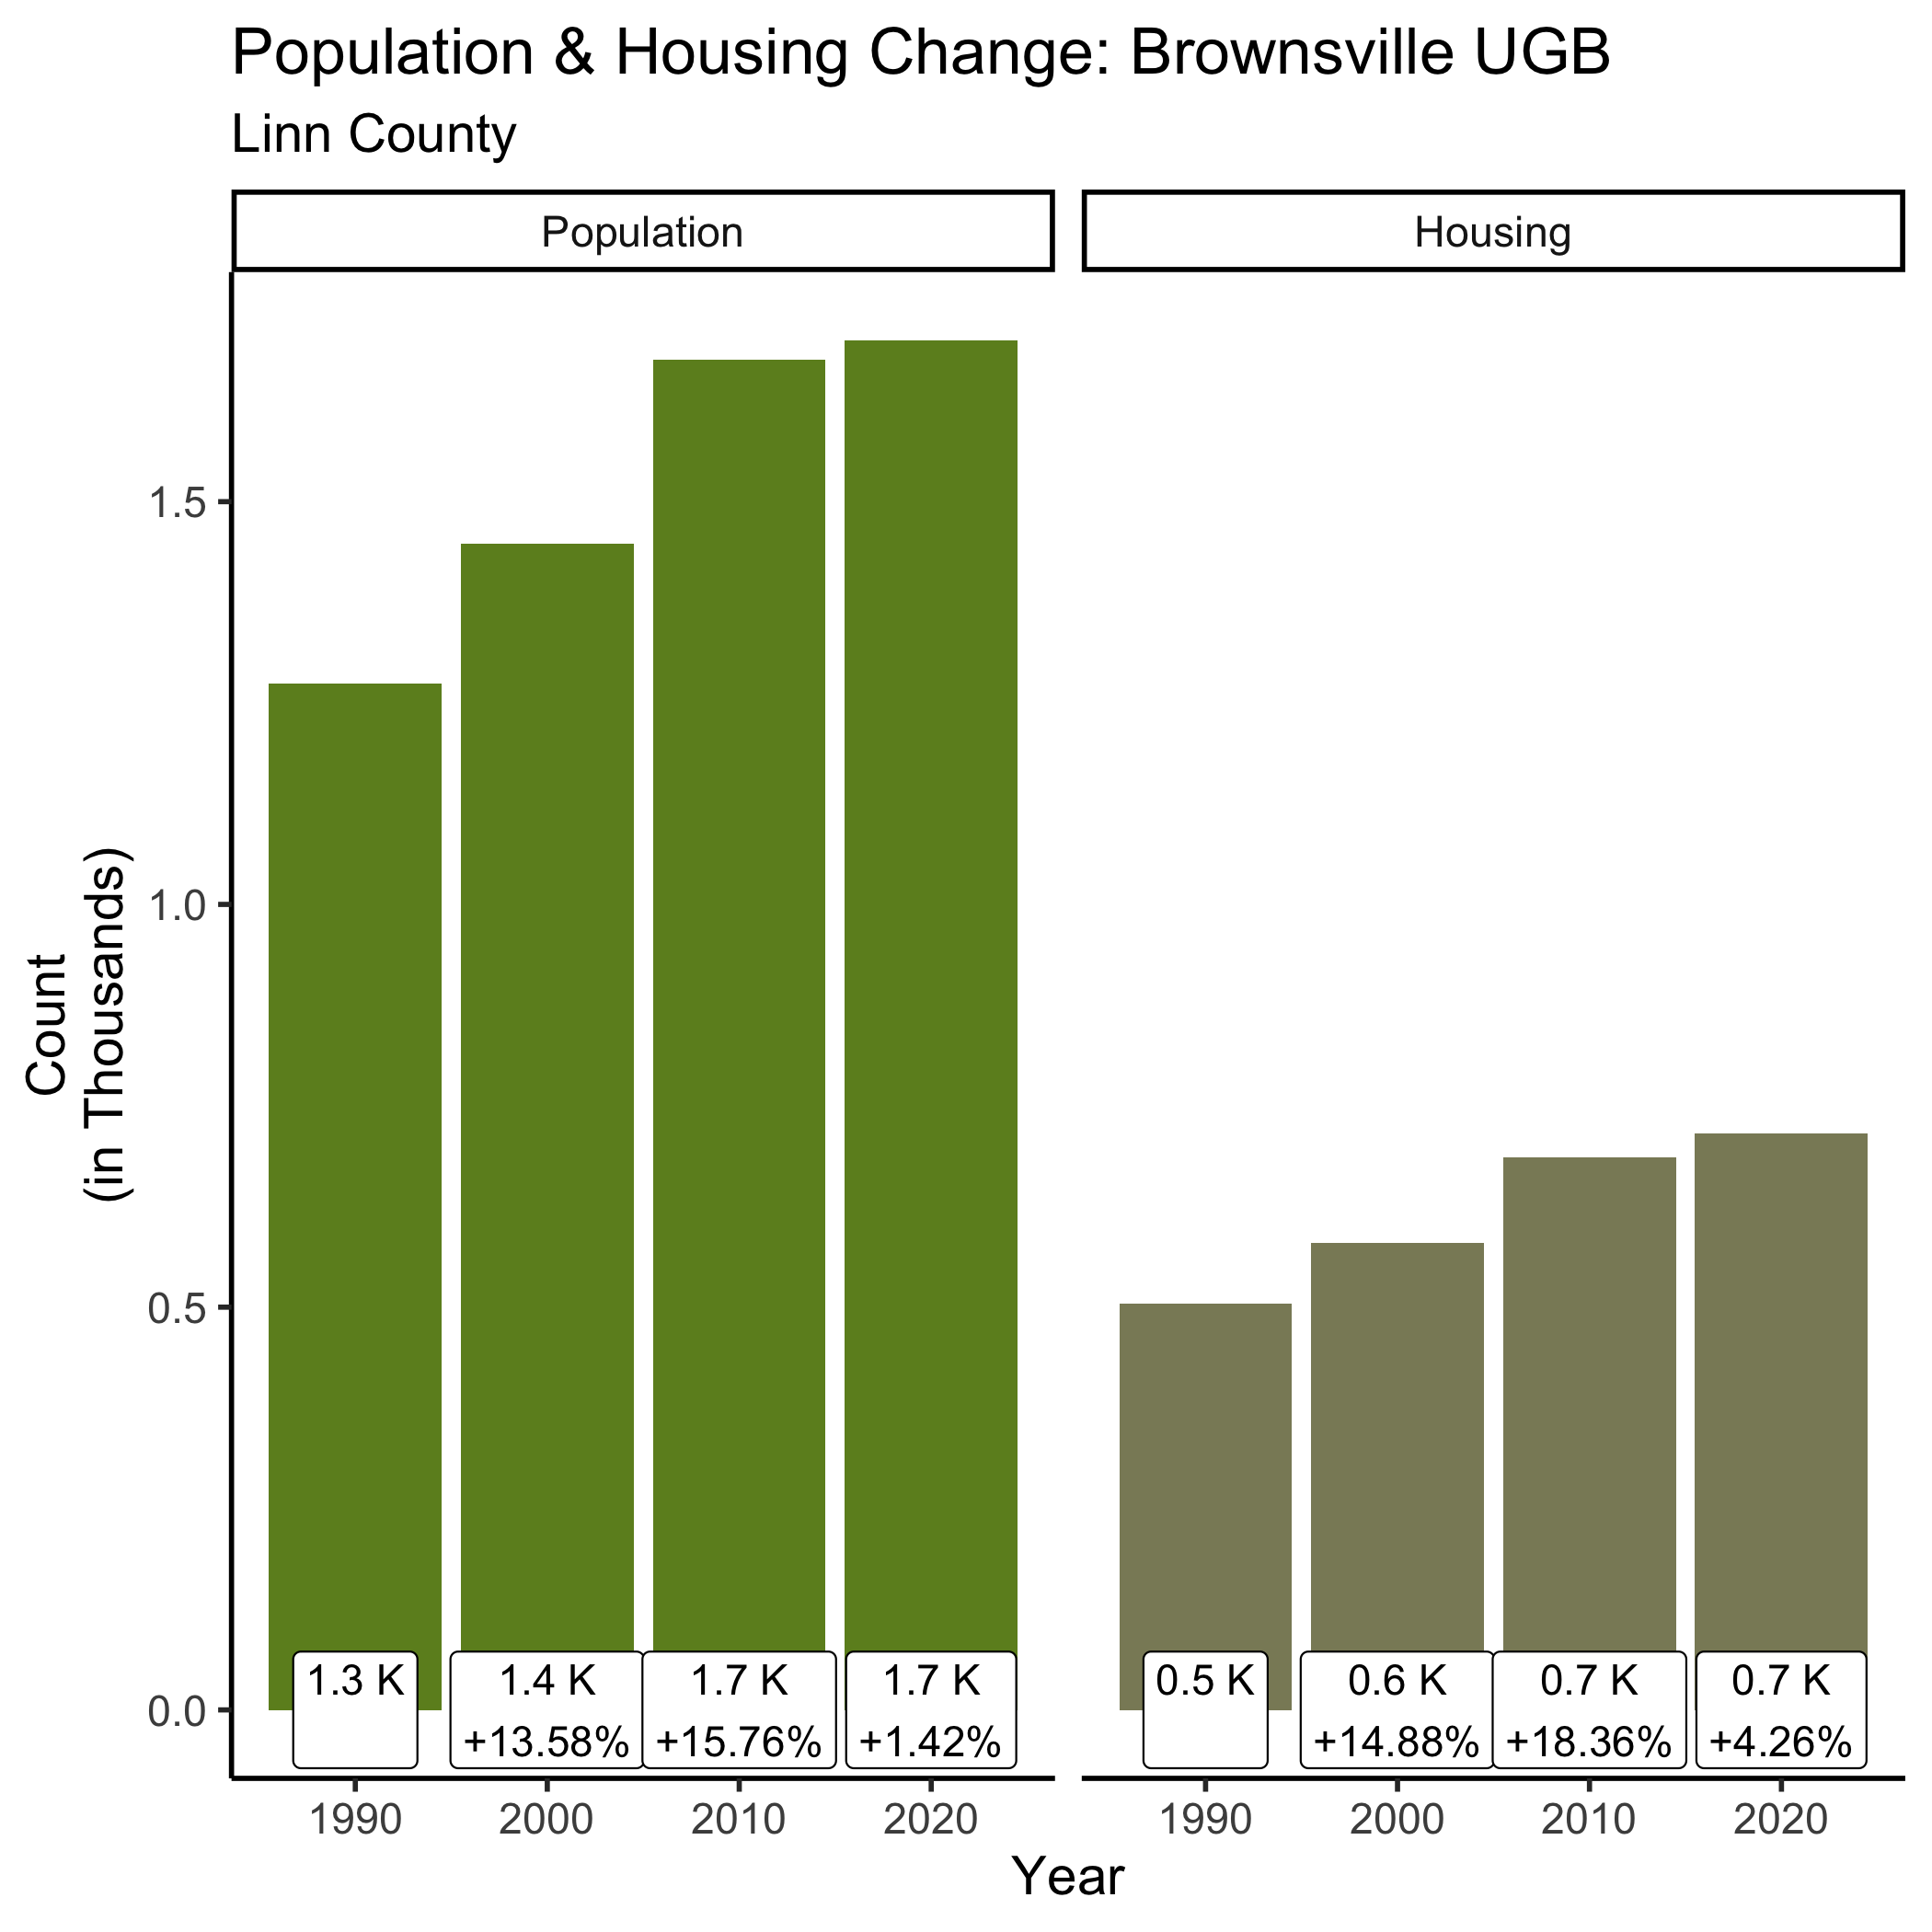 Population & Housing Change: Brownsville UGB
Linn County
Population
Housing
Count
(in Thousands)
1.5
1.0
0.5
0.0
1.3 K
1.4 K
+13.58%
1.7 K
+15.76%
1.7 K
+1.42%
0.5 K
0.6 K
+14.88%
0.7 K
+18.36%
0.7 K
+4.26%
1990
2000
2010
2020
1990
2000
2010
2020
Year